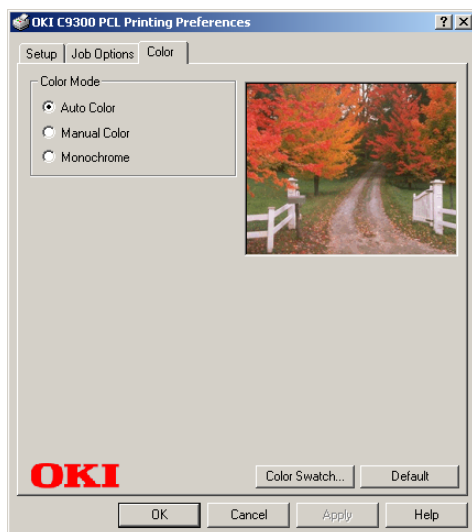 OKI C9300 PCL Printing Preferences
Setup Job Options Color
Color Mode
Auto Color
Manual Color
Monochrome
OKI
Color Swatch... Default
OK Cancel Apply Help